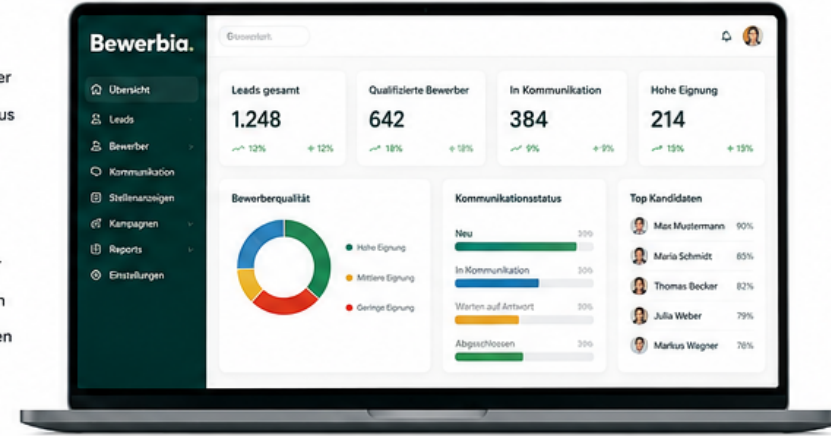 er
us
n
en
Bewerbia.
Übersicht
Leads
Bewerber
Kommunikation
Stellenanzeigen
Kampagnen
Reports
Einstellungen
Leads gesamt
1.248
12% +12%
Qualifizierte Bewerber
642
18% +18%
In Kommunikation
384
9% +9%
Hohe Eignung
214
15% +15%
Bewerberqualität
Hohe Eignung
Mittlere Eignung
Geringe Eignung
Kommunikationsstatus
Neu
In Kommunikation
Warten auf Antwort
Top Kandidaten
Max Mustermann 90%
Maria Schmidt 85%
Thomas Becker 82%
Julia Weber 79%
Markus Wagner 76%